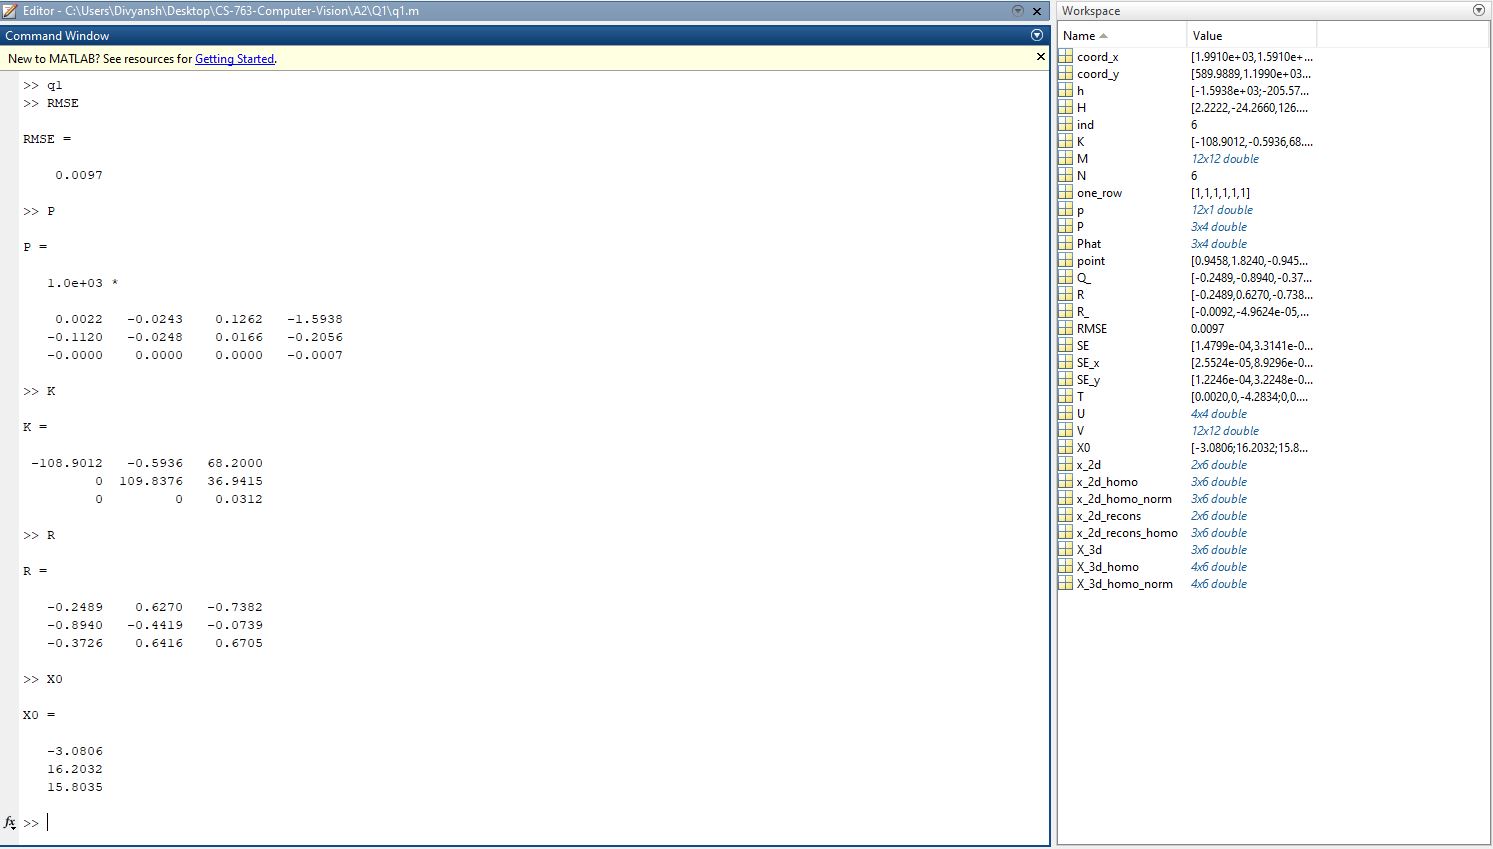 Editor - C:\Users\Divyansh\Desktop\CS-763-Computer-Vision\A2\Q1\q1.m
Command Window
New to MATLAB? See resources for Getting Started.
>> q1
>> RMSE
RMSE =
0.0097
>> P
P =
1.0e+03 *
0.0022 -0.0243 0.1262 -1.5938
-0.1120 -0.0248 0.0166 -0.2056
-0.0000 0.0000 0.0000 -0.0007
>> K
K =
-108.9012 -0.5936 68.2000
0 109.8376 36.9415
0 0 0.0312
>> R
R =
-0.2489 0.6270 -0.7382
-0.8940 -0.4419 -0.0739
-0.3726 0.6416 0.6705
>> X0
X0 =
-3.0806
16.2032
15.8035
fx >>
Workspace
Name Value
coord_x [1.9910e+03,1.5910e+...
coord_y [589.9889,1.1990e+03...
h [-1.5938e+03;-205.57...
H [2.2222,-24.2660,126....
ind 6
K [-108.9012,-0.5936,68....
M 12x12 double
N 6
one_row [1,1,1,1,1,1]
p 12x1 double
P 3x4 double
Phat 3x4 double
point [0.9458,1.8240,-0.945...
Q_ [-0.2489,-0.8940,-0.37...
R [-0.2489,0.6270,-0.738...
R_ [-0.0092,-4.9624e-05,...
RMSE 0.0097
SE [1.4799e-04,3.3141e-0...
SE_x [2.5524e-05,8.9296e-0...
SE_y [1.2246e-04,3.2248e-0...
T [0.0020,0,-4.2834;0,0....
U 4x4 double
V 12x12 double
X0 [-3.0806;16.2032;15.8...
x_2d 2x6 double
x_2d_homo 3x6 double
x_2d_homo_norm 3x6 double
x_2d_recons 2x6 double
x_2d_recons_homo 3x6 double
X_3d 3x6 double
X_3d_homo 4x6 double
X_3d_homo_norm 4x6 double